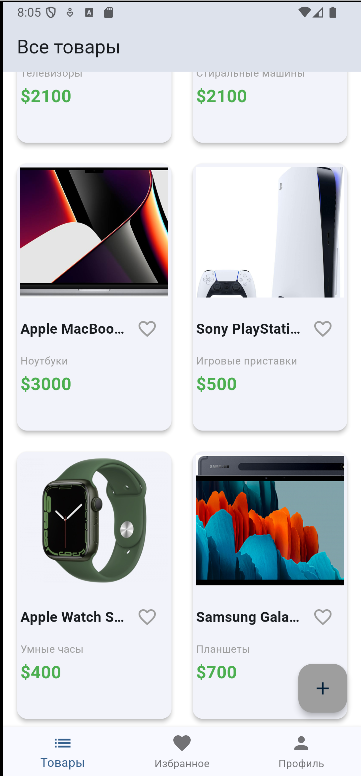 8:05
Все товары
Телевизоры
Стиральные машины
$2100
$2100
Apple MacBoo...
Sony PlayStati...
Ноутбуки
Игровые приставки
$3000
$500
Apple Watch S...
Samsung Gala...
Умные часы
Планшеты
$400
$700
+
Товары
Избранное
Профиль